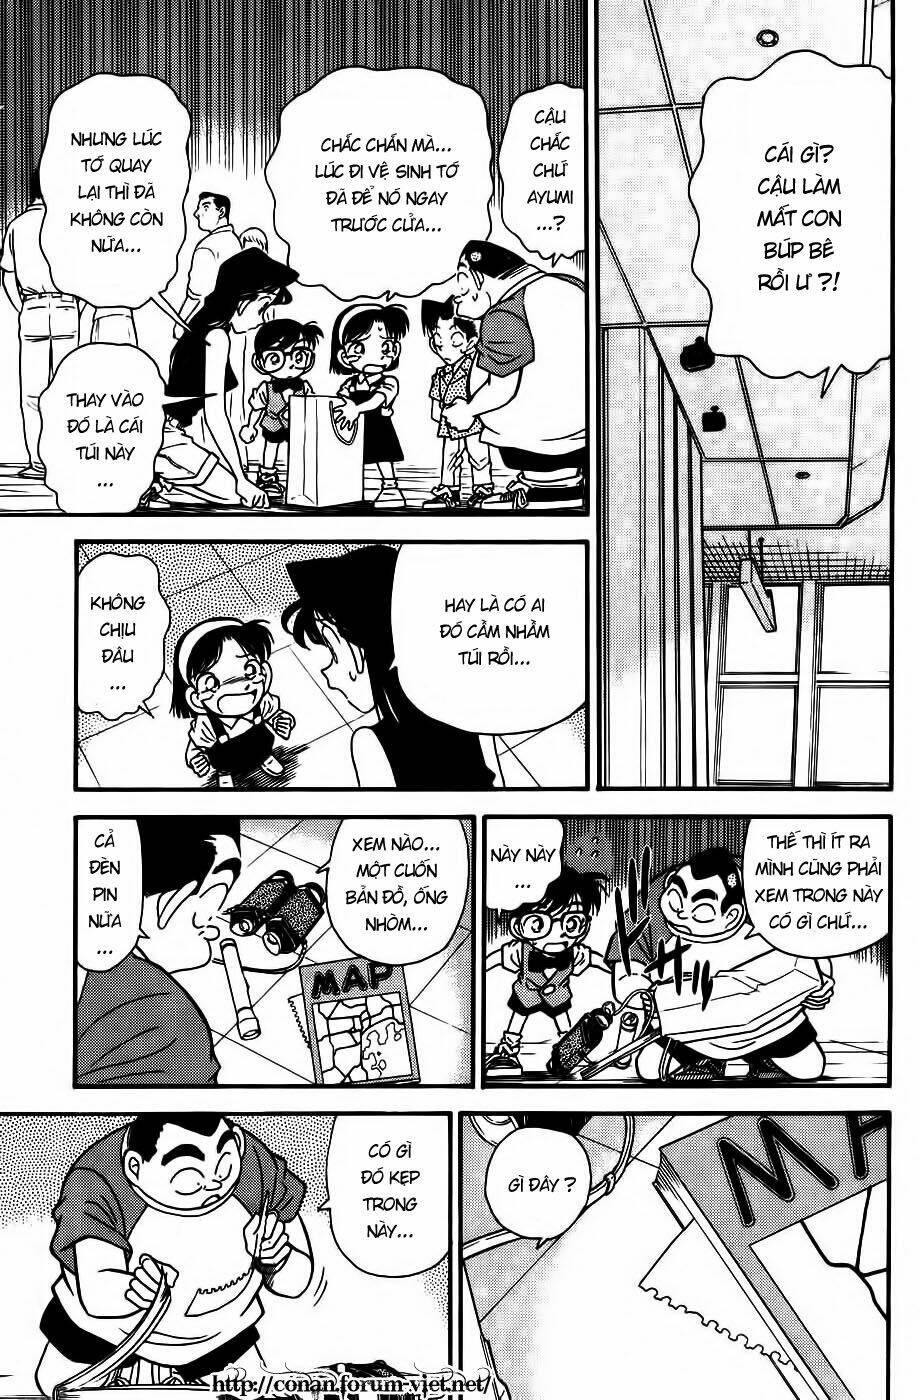 CÁI GÌ?
CẬU LÀM
MẤT CON
BÚP BÊ
RỒI Ư ?!
CẬU
CHẮC
CHỨ
AYUMI
...?
CHẮC CHẮN MÀ...
LÚC ĐI VỆ SINH TỚ
ĐÃ ĐỂ NÓ NGAY
TRƯỚC CỬA...
NHƯNG LÚC
TỚ QUAY
LẠI THÌ ĐÃ
KHÔNG CÒN
NỮA...
THAY VÀO
ĐÓ LÀ CÁI
TÚI NÀY
...
HAY LÀ CÓ AI
ĐÓ CẦM NHẦM
TÚI RỒI...
KHÔNG
CHỊU
ĐÂU
...
THẾ THÌ ÍT RA
MÌNH CŨNG PHẢI
XEM TRONG NÀY
CÓ GÌ CHỨ...
NÀY NÀY
...
XEM NÀO...
MỘT CUỐN
BẢN ĐỒ, ỐNG
NHÒM...
MAP
CẢ
ĐÈN
PIN
NỮA...
...
MAP
GÌ ĐÂY ?
CÓ GÌ
ĐÓ KẸP
TRONG
NÀY...
http://conan.forum-viet.net/